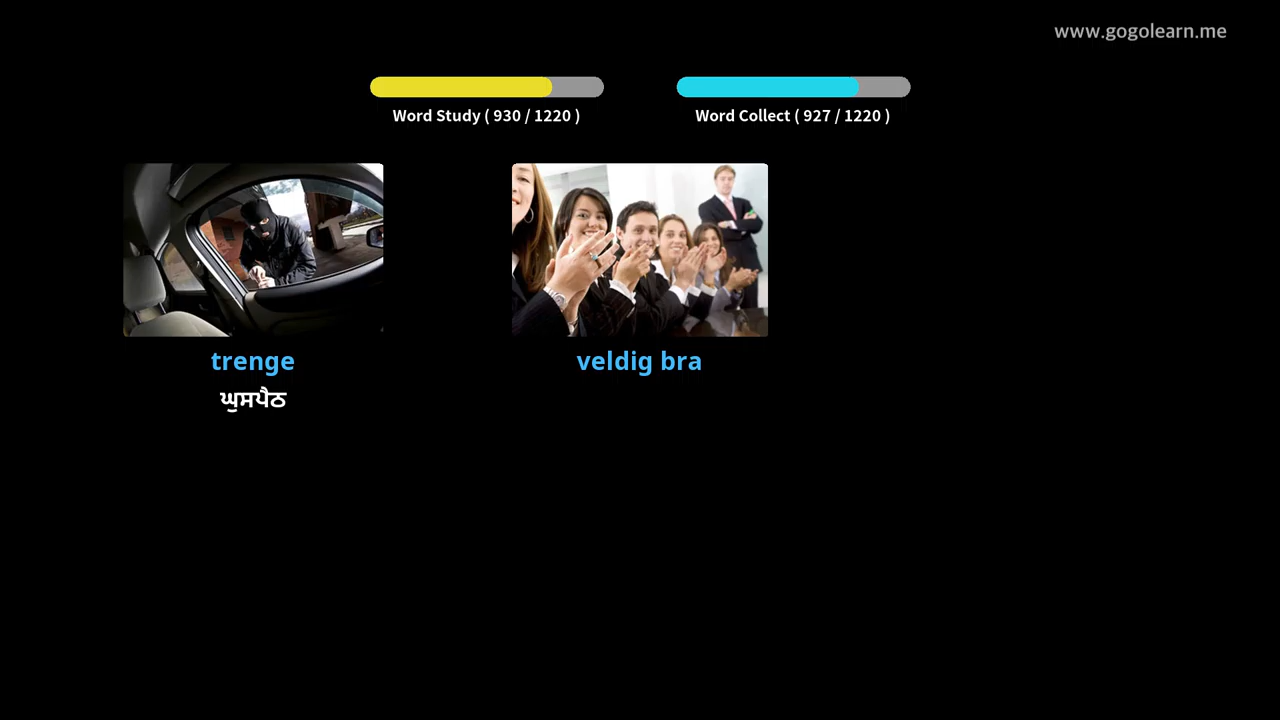 www.gogolearn.me
Word Study ( 930 / 1220 )
Word Collect ( 927 / 1220 )
trenge
ਘੁਸਪੈਠ
veldig bra